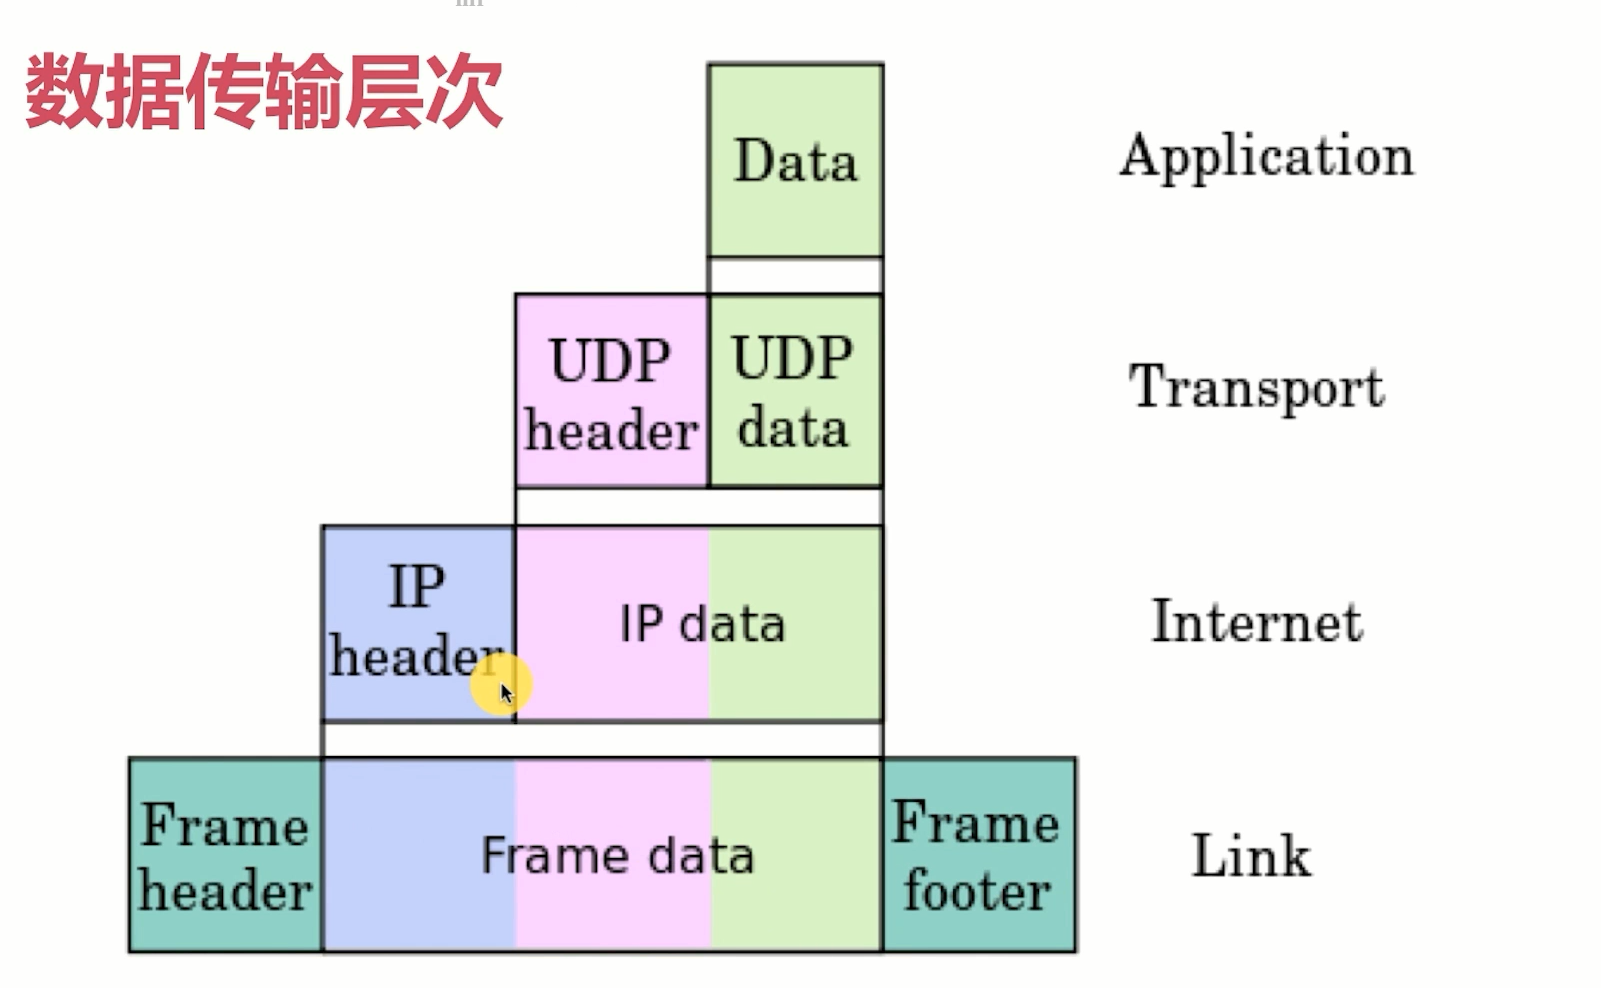 数据传输层次
Data
Application
UDP
header
UDP
data
Transport
IP
header
IP data
Internet
Frame
header
Frame data
Frame
footer
Link